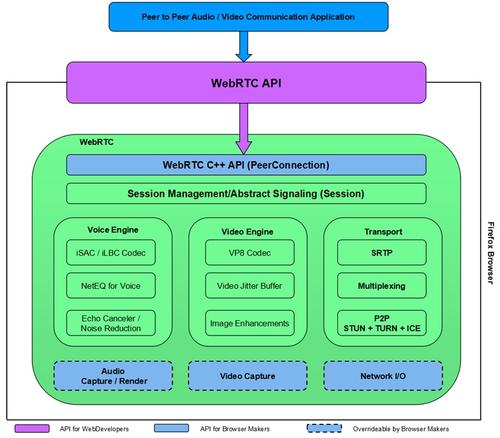 Peer to Peer Audio / Video Communication Application
WebRTC API
WebRTC
WebRTC C++ API (PeerConnection)
Session Management/Abstract Signaling (Session)
Voice Engine
iSAC / iLBC Codec
NetEQ for Voice
Echo Canceler /
Noise Reduction
Video Engine
VP8 Codec
Video Jitter Buffer
Image Enhancements
Transport
SRTP
Multiplexing
P2P
STUN + TURN + ICE
Audio
Capture / Render
Video Capture
Network I/O
Firefox Browser
API for WebDevelopers
API for Browser Makers
Overrideable by Browser Makers